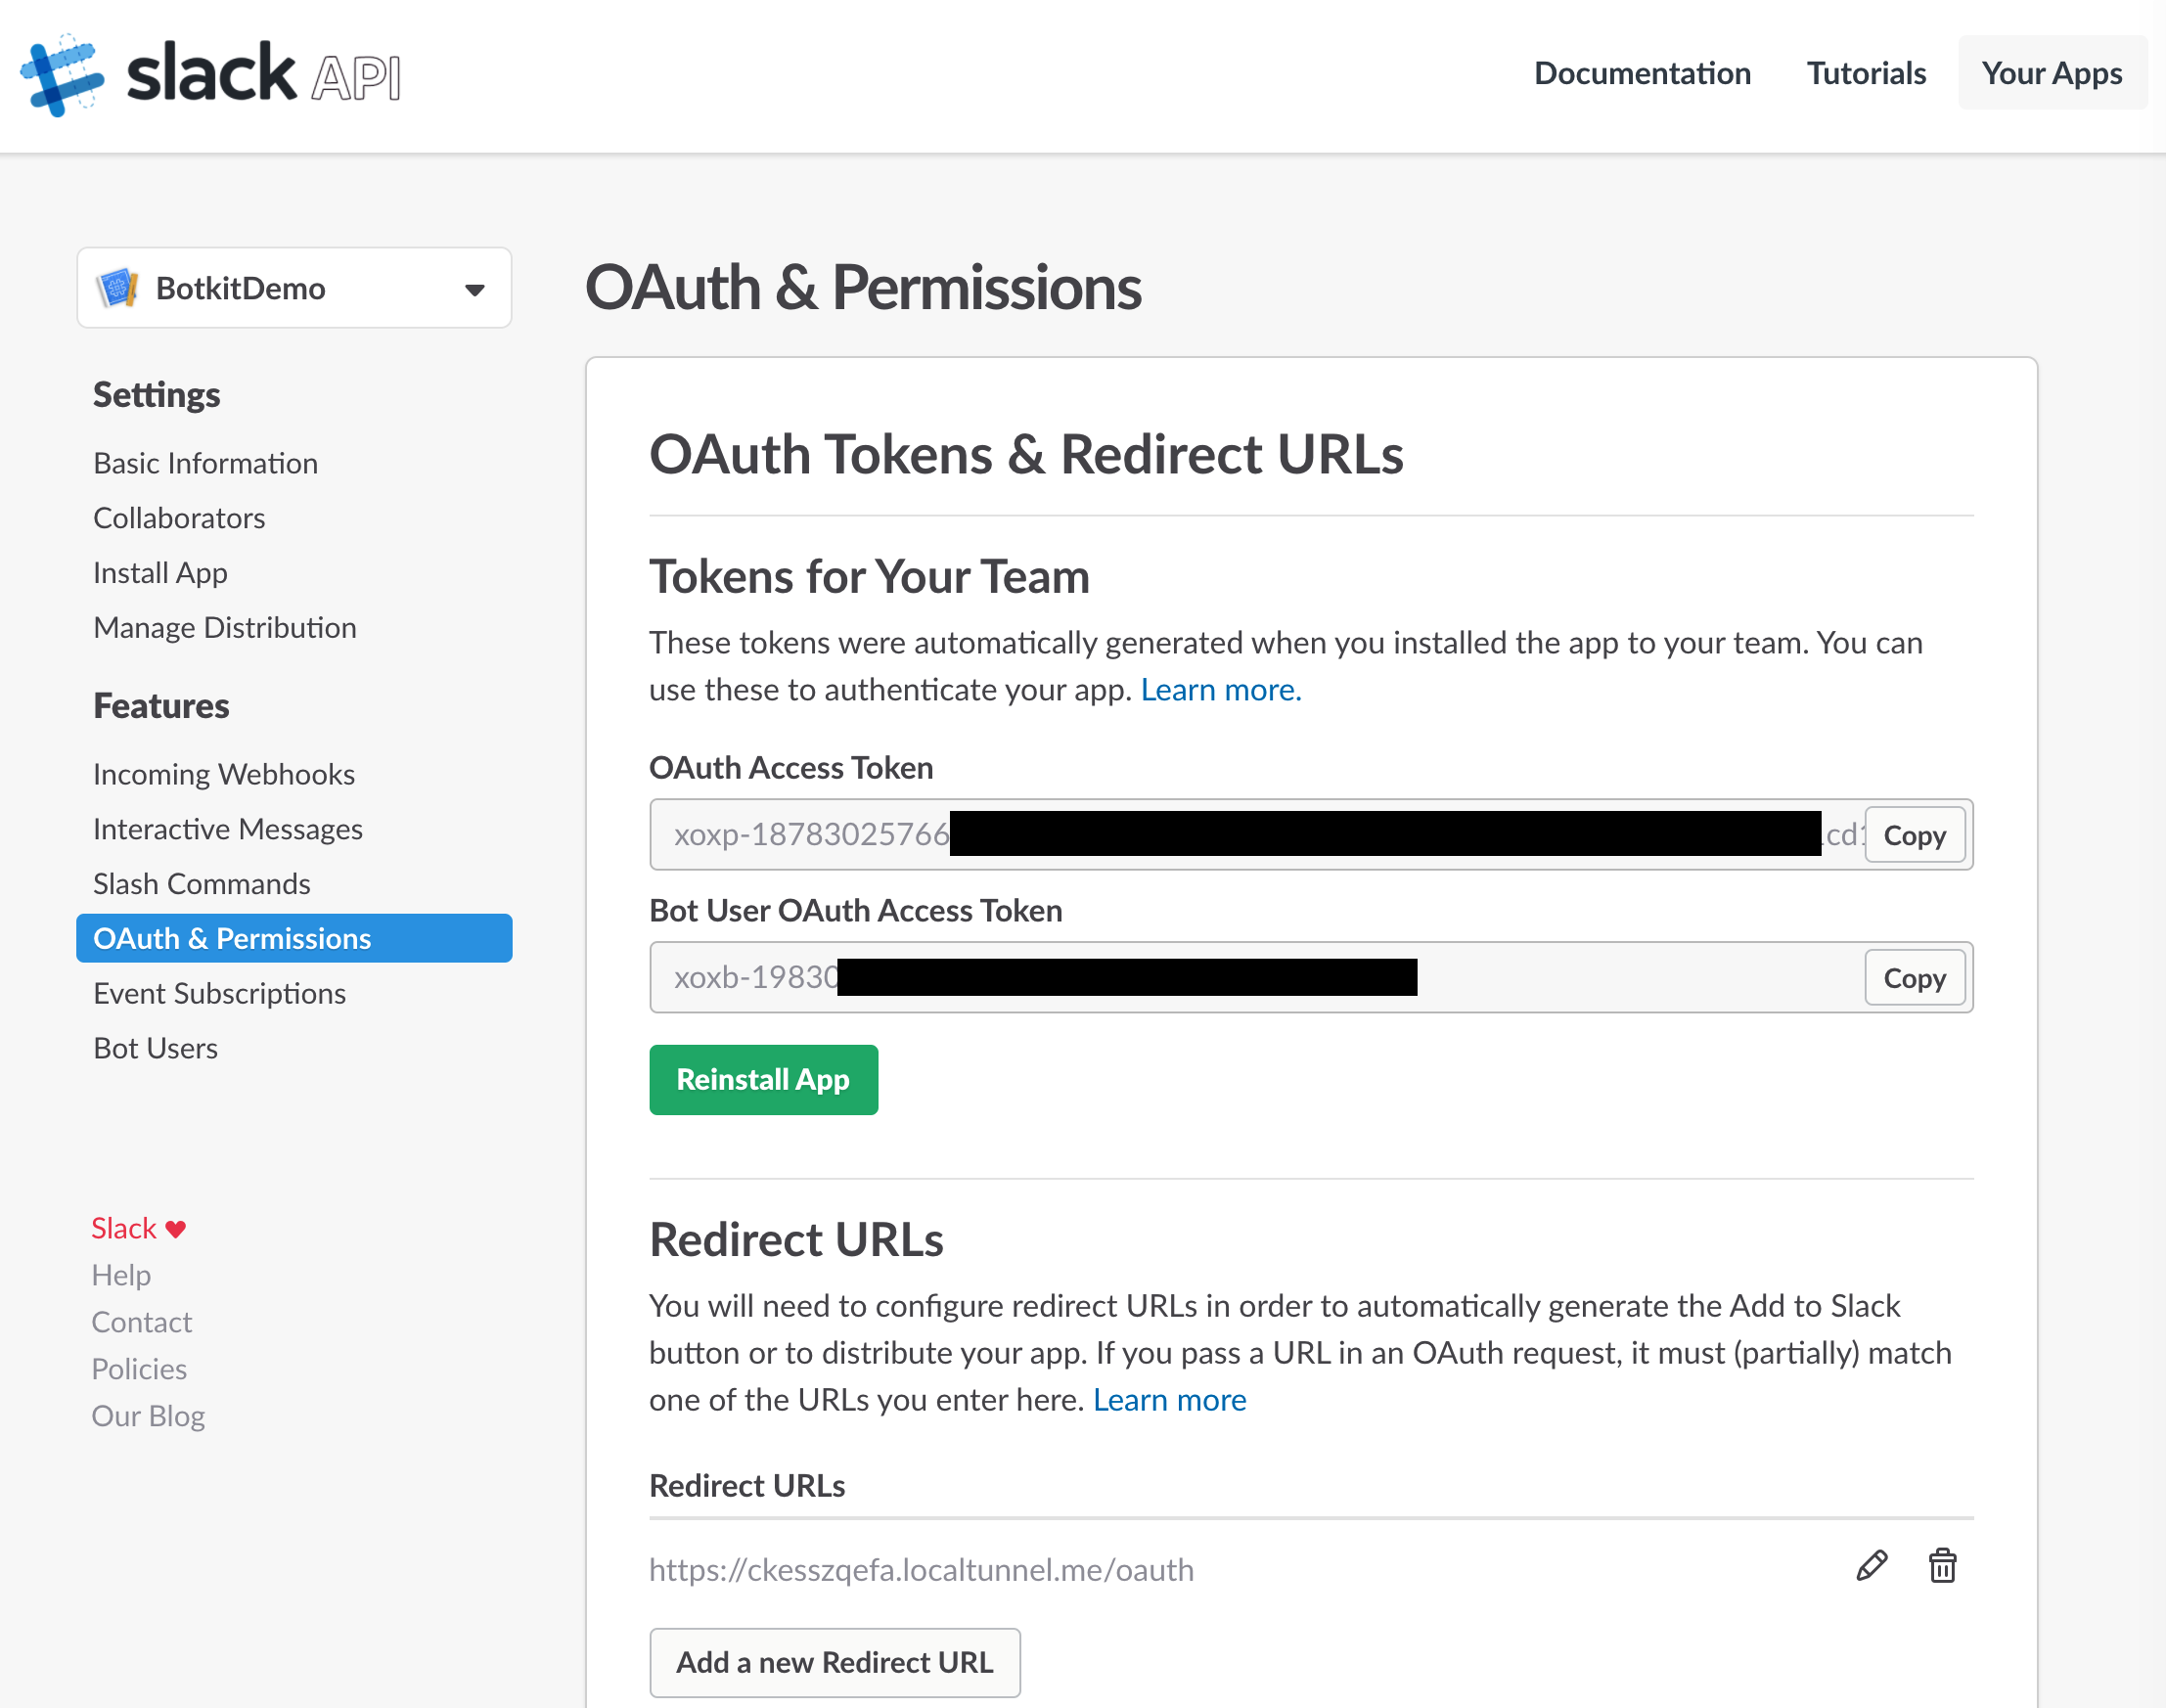 slack API
Documentation
Tutorials
Your Apps
BotkitDemo
Settings
Basic Information
Collaborators
Install App
Manage Distribution
Features
Incoming Webhooks
Interactive Messages
Slash Commands
OAuth & Permissions
Event Subscriptions
Bot Users
Slack
Help
Contact
Policies
Our Blog
OAuth & Permissions
OAuth Tokens & Redirect URLs
Tokens for Your Team
These tokens were automatically generated when you installed the app to your team. You can
use these to authenticate your app. Learn more.
OAuth Access Token
xoxp-18783025766
Copy
Bot User OAuth Access Token
xoxb-19830
Copy
Reinstall App
Redirect URLs
You will need to configure redirect URLs in order to automatically generate the Add to Slack
button or to distribute your app. If you pass a URL in an OAuth request, it must (partially) match
one of the URLs you enter here. Learn more
Redirect URLs
https://ckesszqefa.localtunnel.me/oauth
Add a new Redirect URL